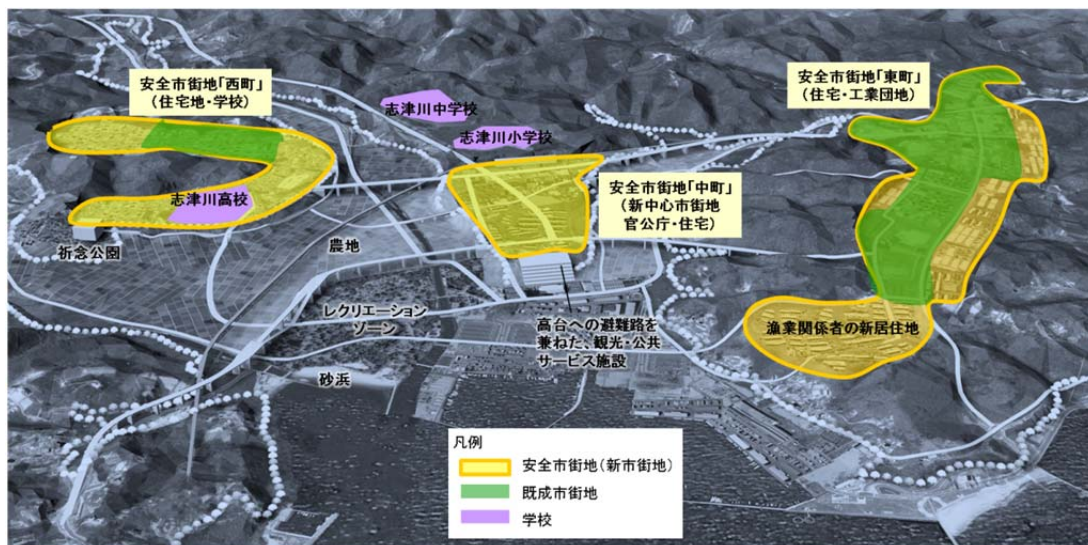 安全市街地「西町」
（住宅地・学校）
志津川中学校
志津川小学校
安全市街地「東町」
（住宅・工業団地）
志津川高校
安全市街地「中町」
（新中心市街地
官公庁・住宅）
祈念公園
農地
レクリエーション
ゾーン
高台への避難路を
兼ねた、観光・公共
サービス施設
漁業関係者の新居住地
砂浜
凡例
安全市街地（新市街地）
既成市街地
学校